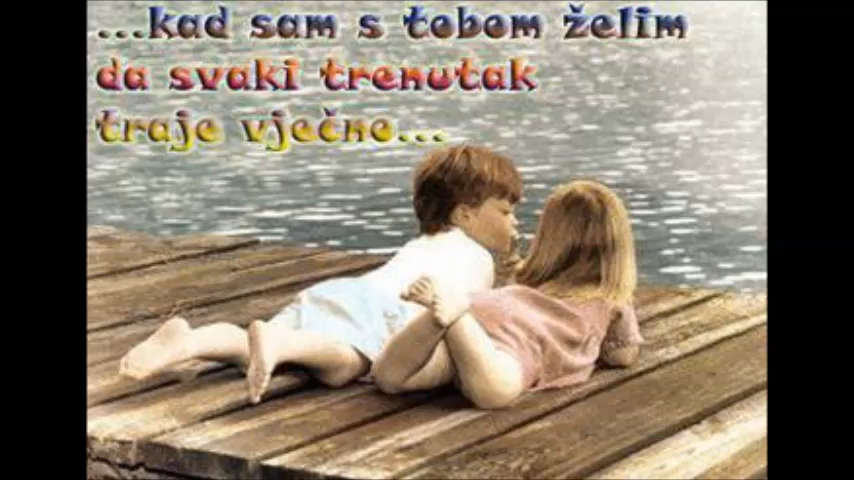 ...kad sam s tobom želim
da svaki trenutak
traje vječno...